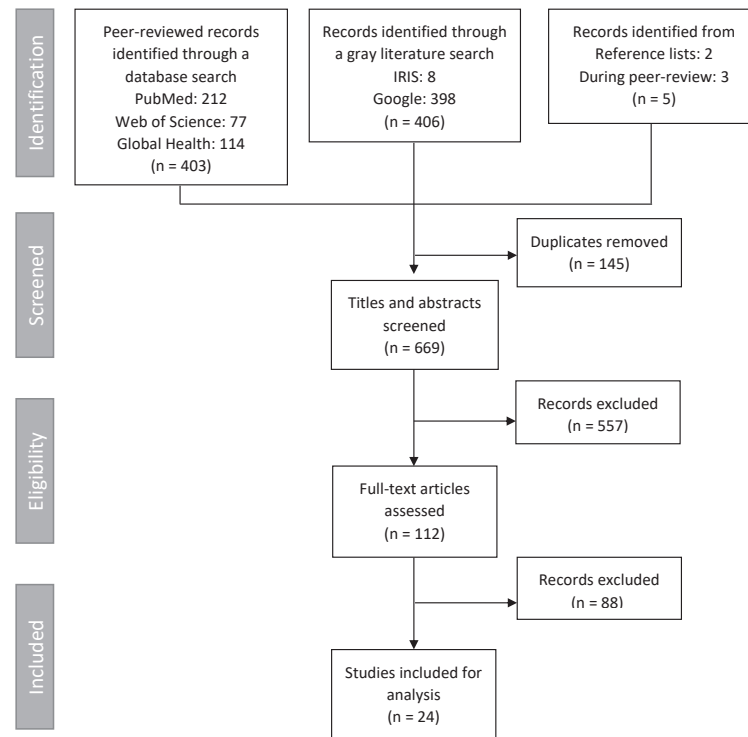 Identification
Peer-reviewed records
identified through a
database search
PubMed: 212
Web of Science: 77
Global Health: 114
(n = 403)
Records identified through
a gray literature search
IRIS: 8
Google: 398
(n = 406)
Records identified from
Reference lists: 2
During peer-review: 3
(n = 5)
Screened
Duplicates removed
(n = 145)
Titles and abstracts
screened
(n = 669)
Eligibility
Records excluded
(n = 557)
Full-text articles
assessed
(n = 112)
Included
Records excluded
(n = 88)
Studies included for
analysis
(n = 24)